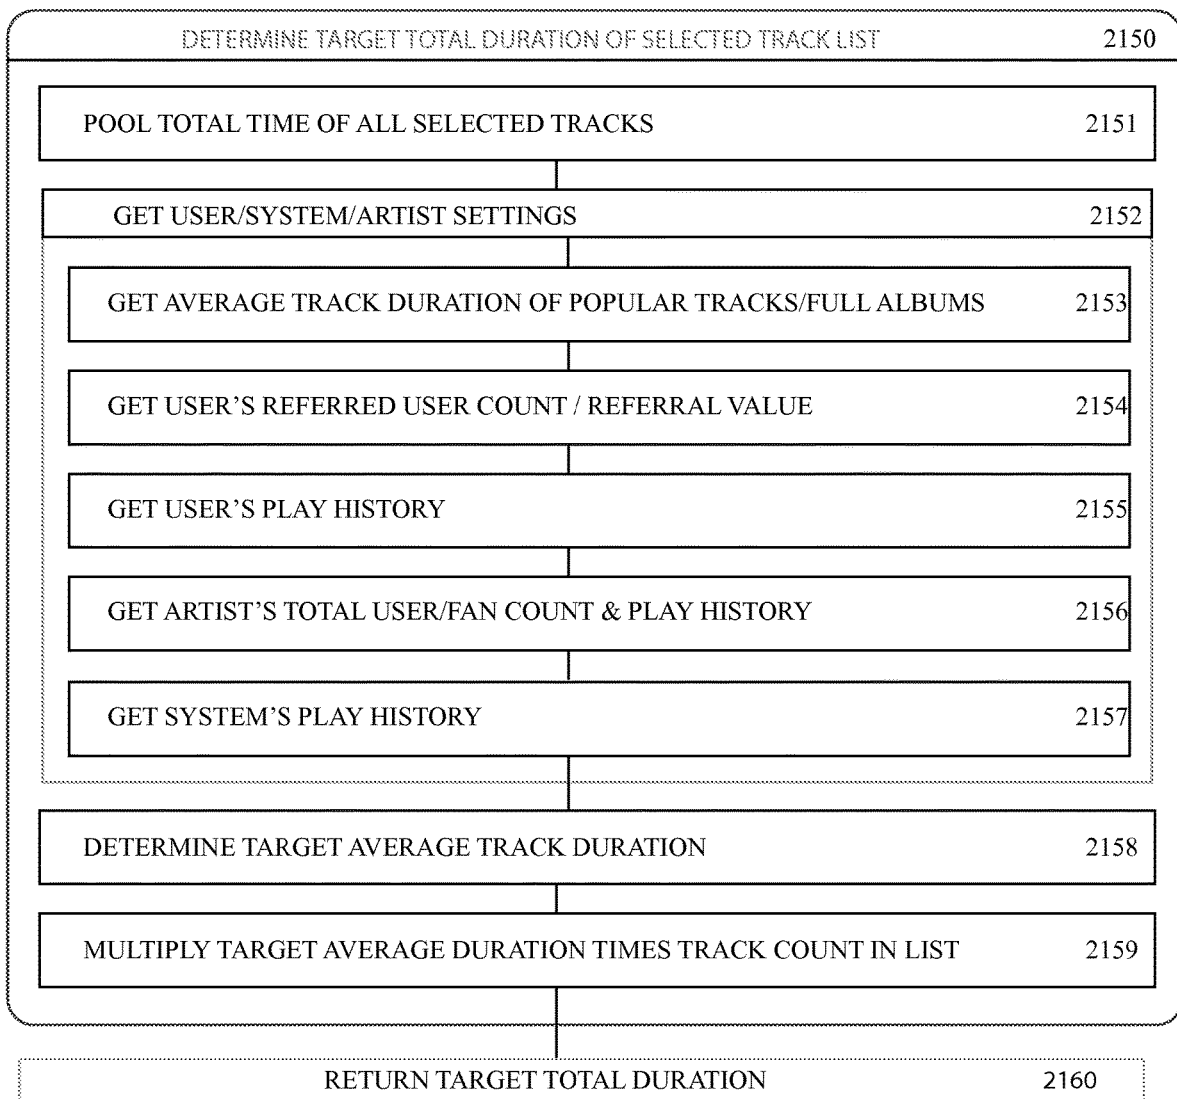 DETERMINE TARGET TOTAL DURATION OF SELECTED TRACK LIST 2150
POOL TOTAL TIME OF ALL SELECTED TRACKS 2151
GET USER/SYSTEM/ARTIST SETTINGS 2152
GET AVERAGE TRACK DURATION OF POPULAR TRACKS/FULL ALBUMS 2153
GET USER’S REFERRED USER COUNT / REFERRAL VALUE 2154
GET USER’S PLAY HISTORY 2155
GET ARTIST’S TOTAL USER/FAN COUNT & PLAY HISTORY 2156
GET SYSTEM’S PLAY HISTORY 2157
DETERMINE TARGET AVERAGE TRACK DURATION 2158
MULTIPLY TARGET AVERAGE DURATION TIMES TRACK COUNT IN LIST 2159
RETURN TARGET TOTAL DURATION 2160